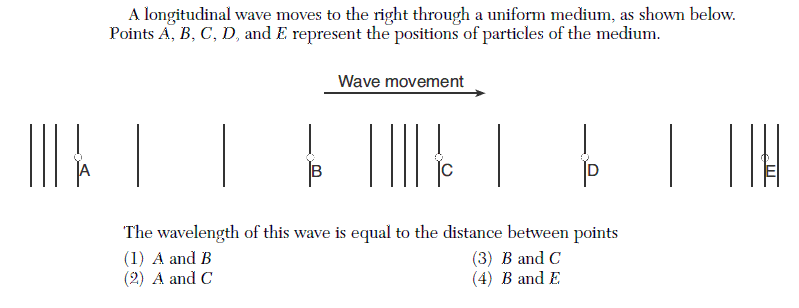 A longitudinal wave moves to the right through a uniform medium, as shown below.
Points A, B, C, D, and E represent the positions of particles of the medium.
Wave movement
A B C D E
The wavelength of this wave is equal to the distance between points
(1) A and B (3) B and C
(2) A and C (4) B and E